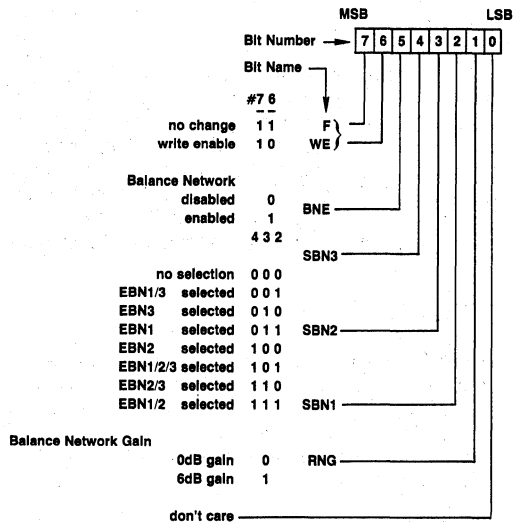 MSB LSB
Bit Number 7 6 5 4 3 2 1 0
Bit Name
#7 6
no change 1 1 F
write enable 1 0 WE
Balance Network
disabled 0
BNE
enabled 1
4 3 2
SBN3
no selection 0 0 0
EBN1/3 selected 0 0 1
EBN3 selected 0 1 0
EBN1 selected 0 1 1 SBN2
EBN2 selected 1 0 0
EBN1/2/3 selected 1 0 1
EBN2/3 selected 1 1 0
EBN1/2 selected 1 1 1 SBN1
Balance Network Gain
0dB gain 0 RNG
6dB gain 1
don't care